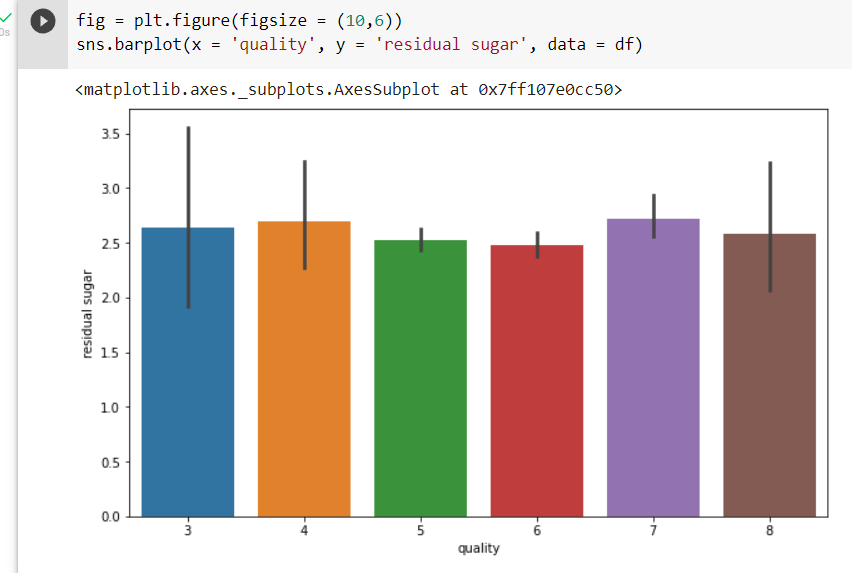 fig = plt.figure(figsize = (10,6))
0s
sns.barplot(x = 'quality', y = 'residual sugar', data = df)
<matplotlib.axes._subplots.AxesSubplot at 0x7ff107e0cc50>
3.5
3.0
2.5
2.0
1.5
1.0
0.5
0.0
residual sugar
3 4 5 6 7 8
quality